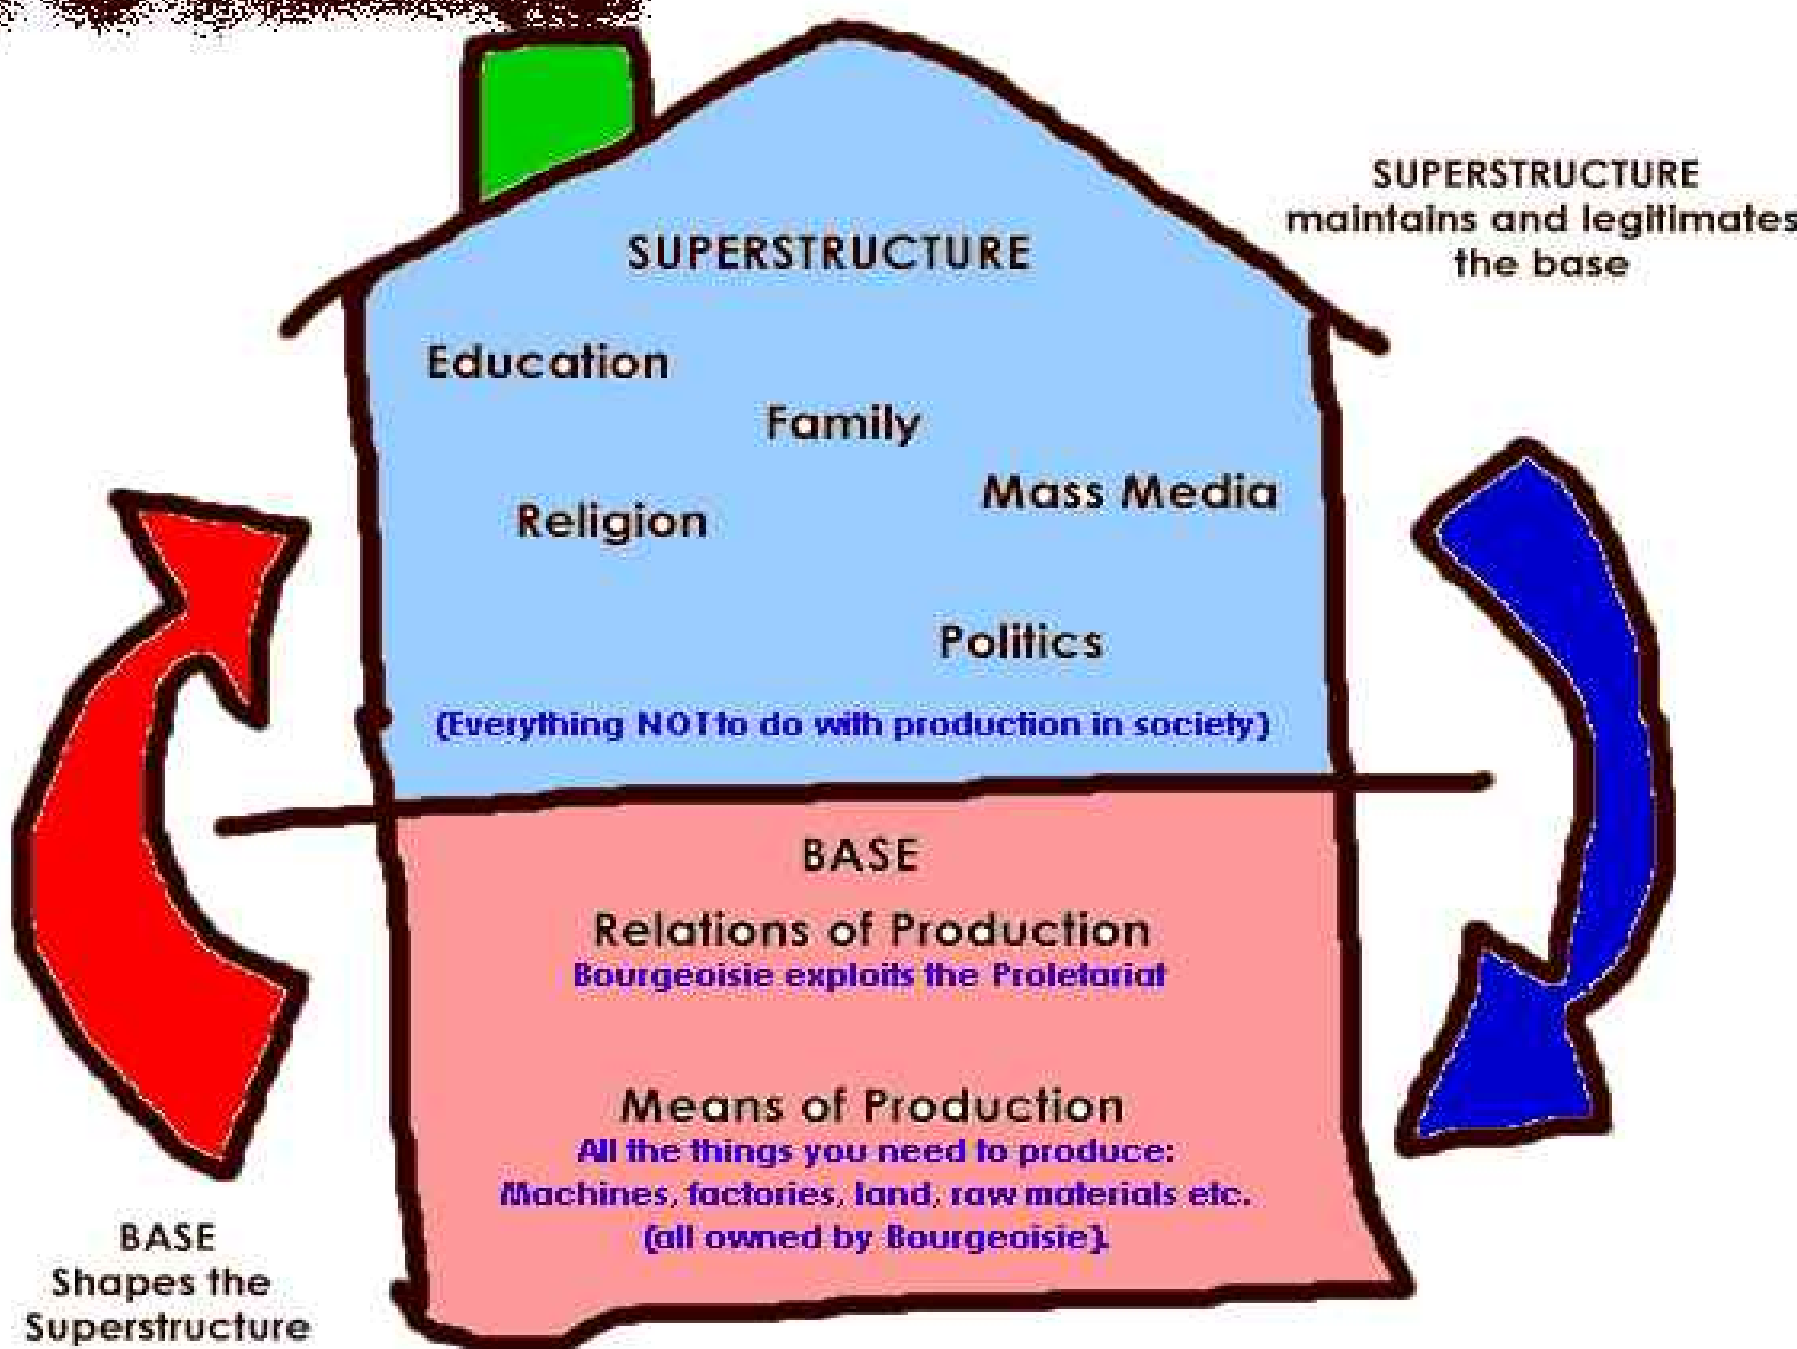 SUPERSTRUCTURE
maintains and legitimates
the base
SUPERSTRUCTURE
Education
Family
Mass Media
Religion
Politics
(Everything NOT to do with production in society)
BASE
Relations of Production
Bourgeoisie exploits the Proletariat
Means of Production
All the things you need to produce:
Machines, factories, land, raw materials etc.
(all owned by Bourgeoisie).
BASE
Shapes the
Superstructure